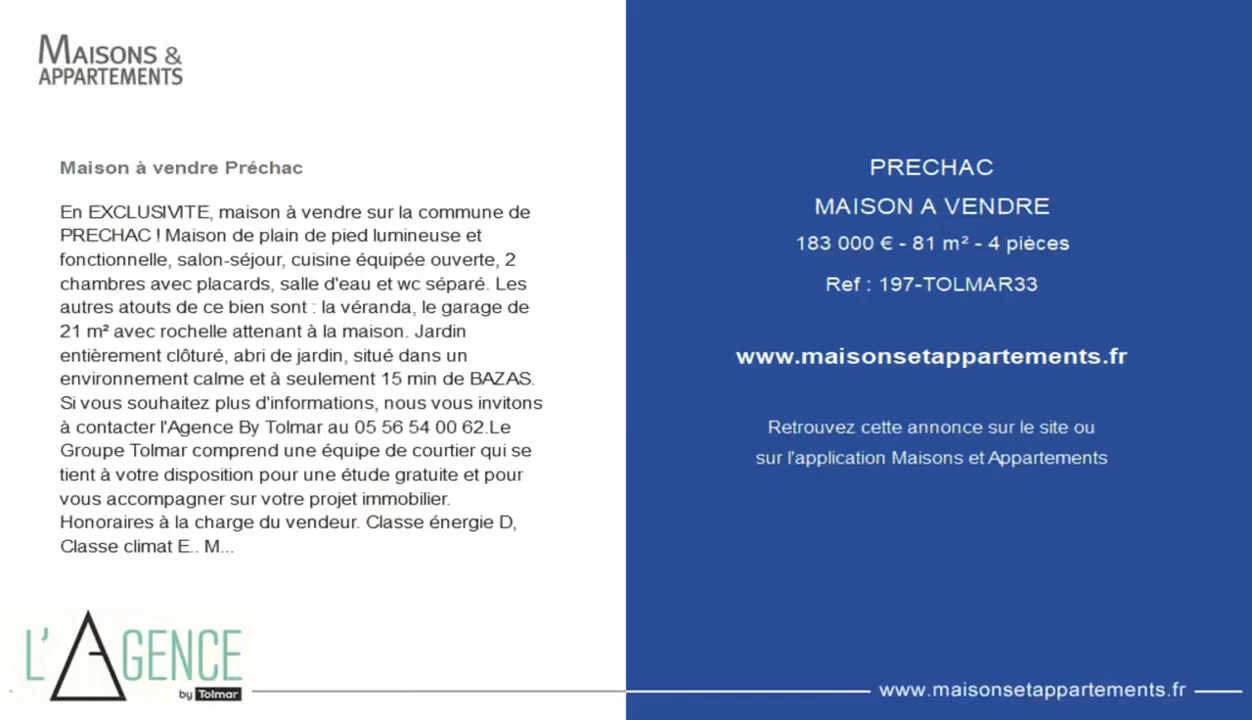 MAISONS &
APPARTEMENTS
Maison à vendre Préchac
En EXCLUSIVITE, maison à vendre sur la commune de
PRECHAC ! Maison de plain de pied lumineuse et
fonctionnelle, salon-séjour, cuisine équipée ouverte, 2
chambres avec placards, salle d'eau et wc séparé. Les
autres atouts de ce bien sont : la véranda, le garage de
21 m² avec rochelle attenant à la maison. Jardin
entièrement clôturé, abri de jardin, situé dans un
environnement calme et à seulement 15 min de BAZAS.
Si vous souhaitez plus d'informations, nous vous invitons
à contacter l'Agence By Tolmar au 05 56 54 00 62.Le
Groupe Tolmar comprend une équipe de courtier qui se
tient à votre disposition pour une étude gratuite et pour
vous accompagner sur votre projet immobilier.
Honoraires à la charge du vendeur. Classe énergie D,
Classe climat E.. M...
L'AGENCE
by Tolmar
PRECHAC
MAISON A VENDRE
183 000 € - 81 m² - 4 pièces
Ref : 197-TOLMAR33
www.maisonsetappartements.fr
Retrouvez cette annonce sur le site ou
sur l'application Maisons et Appartements
www.maisonsetappartements.fr